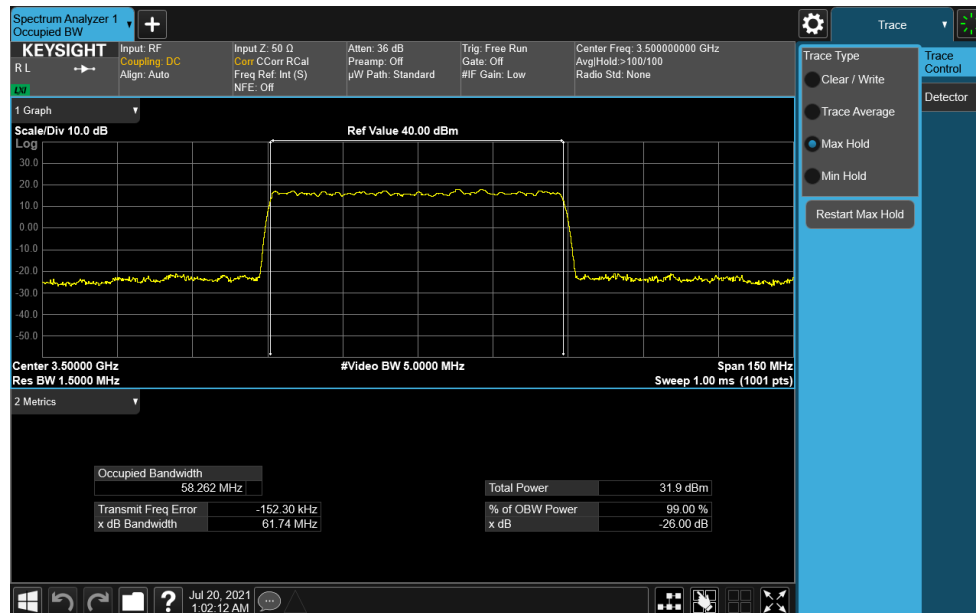 Spectrum Analyzer 1
Occupied BW
+
Trace
KEYSIGHT
R L
LXI
Input: RF
Coupling: DC
Align: Auto
Input Z: 50 Ω
Corr CCorr RCal
Freq Ref: Int (S)
NFE: Off
Atten: 36 dB
Preamp: Off
µW Path: Standard
Trig: Free Run
Gate: Off
#IF Gain: Low
Center Freq: 3.500000000 GHz
Avg|Hold:>100/100
Radio Std: None
Trace Type
Clear / Write
Trace Average
Max Hold
Min Hold
Restart Max Hold
Trace
Control
Detector
1 Graph
Scale/Div 10.0 dB
Ref Value 40.00 dBm
Log
30.0
20.0
10.0
0.00
-10.0
-20.0
-30.0
-40.0
-50.0
Center 3.50000 GHz
#Video BW 5.0000 MHz
Span 150 MHz
Res BW 1.5000 MHz
Sweep 1.00 ms (1001 pts)
2 Metrics
Occupied Bandwidth
58.262 MHz
Total Power 31.9 dBm
Transmit Freq Error -152.30 kHz
% of OBW Power 99.00 %
x dB Bandwidth 61.74 MHz
x dB -26.00 dB
?
Jul 20, 2021
1:02:12 AM